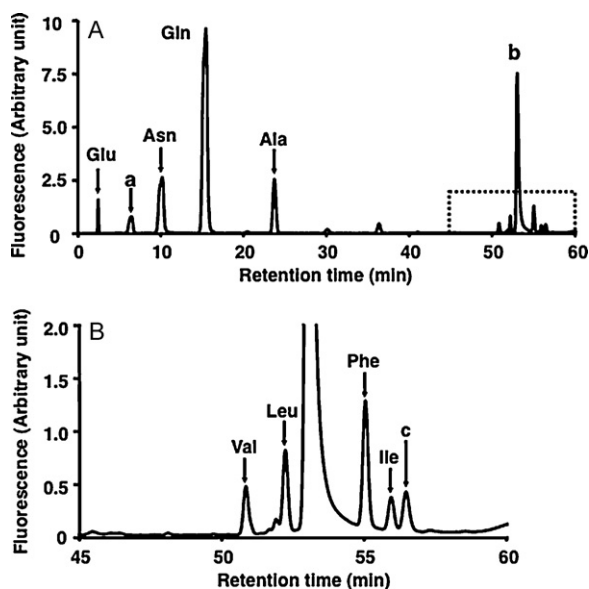 A
Fluorescence (Arbitrary unit)
10
7.5
5.0
2.5
0
Glu
a
Asn
Gln
Ala
b
0 10 20 30 40 50 60
Retention time (min)
B
Fluorescence (Arbitrary unit)
2.0
1.5
1.0
0.5
0
Val
Leu
Phe
Ile
c
45 50 55 60
Retention time (min)